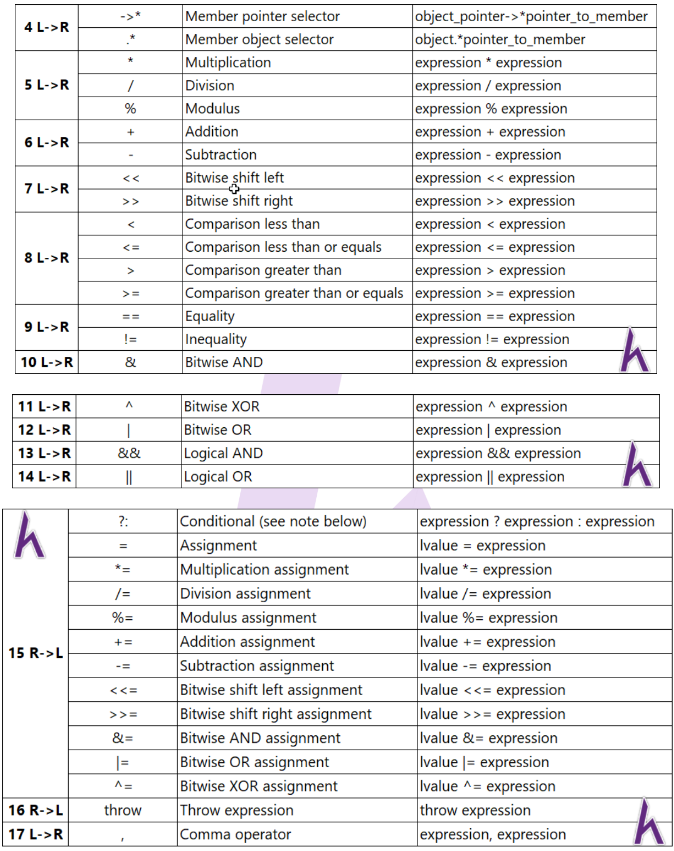 4 L->R ->* Member pointer selector object_pointer->*pointer_to_member
.* Member object selector object.*pointer_to_member
5 L->R * Multiplication expression * expression
/ Division expression / expression
% Modulus expression % expression
6 L->R + Addition expression + expression
- Subtraction expression - expression
7 L->R << Bitwise shift left expression << expression
>> Bitwise shift right expression >> expression
8 L->R < Comparison less than expression < expression
<= Comparison less than or equals expression <= expression
> Comparison greater than expression > expression
>= Comparison greater than or equals expression >= expression
9 L->R == Equality expression == expression
!= Inequality expression != expression
10 L->R & Bitwise AND expression & expression
11 L->R ^ Bitwise XOR expression ^ expression
12 L->R | Bitwise OR expression | expression
13 L->R && Logical AND expression && expression
14 L->R || Logical OR expression || expression
15 R->L ?: Conditional (see note below) expression ? expression : expression
= Assignment lvalue = expression
*= Multiplication assignment lvalue *= expression
/= Division assignment lvalue /= expression
%= Modulus assignment lvalue %= expression
+= Addition assignment lvalue += expression
-= Subtraction assignment lvalue -= expression
<<= Bitwise shift left assignment lvalue <<= expression
>>= Bitwise shift right assignment lvalue >>= expression
&= Bitwise AND assignment lvalue &= expression
|= Bitwise OR assignment lvalue |= expression
^= Bitwise XOR assignment lvalue ^= expression
16 R->L throw Throw expression throw expression
17 L->R , Comma operator expression, expression